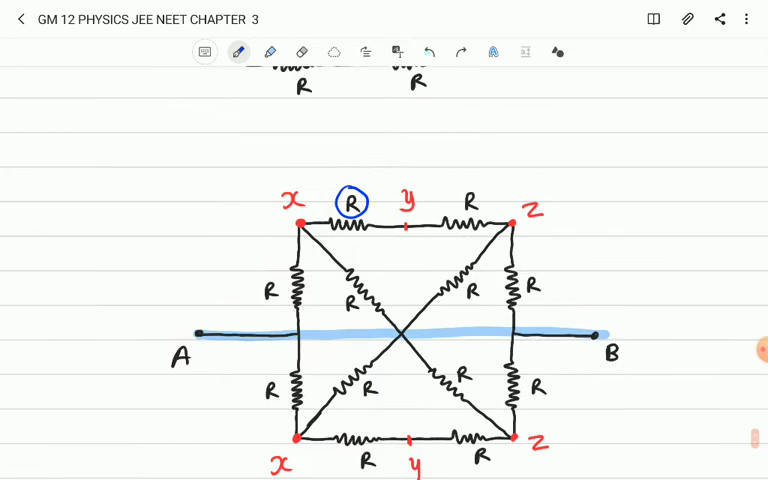 GM 12 PHYSICS JEE NEET CHAPTER 3
R R
x R y R z
R R R R
A B
R R R R
x R y R z